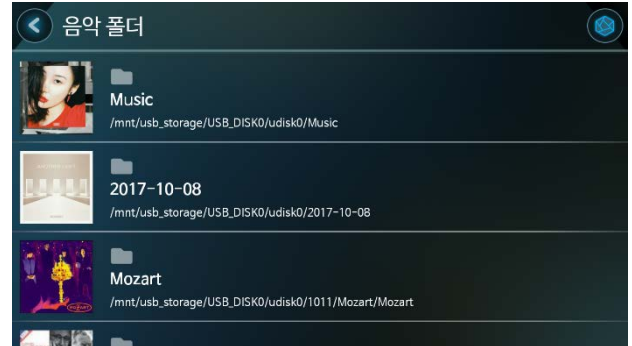 음악 폴더
Music
/mnt/usb_storage/USB_DISK0/udisk0/Music
2017-10-08
/mnt/usb_storage/USB_DISK0/udisk0/2017-10-08
Mozart
/mnt/usb_storage/USB_DISK0/udisk0/1011/Mozart/Mozart